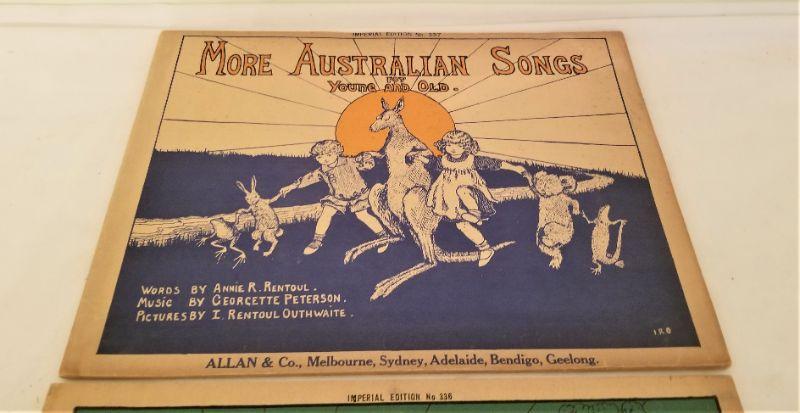 IMPERIAL EDITION No. 337
MORE AUSTRALIAN SONGS
FOR
YOUNG AND OLD.
WORDS BY ANNIE R. RENTOUL.
MUSIC BY GEORGETTE PETERSON.
PICTURES BY I. RENTOUL OUTHWAITE.
I.R.O
ALLAN & Co., Melbourne, Sydney, Adelaide, Bendigo, Geelong.
IMPERIAL EDITION No 336